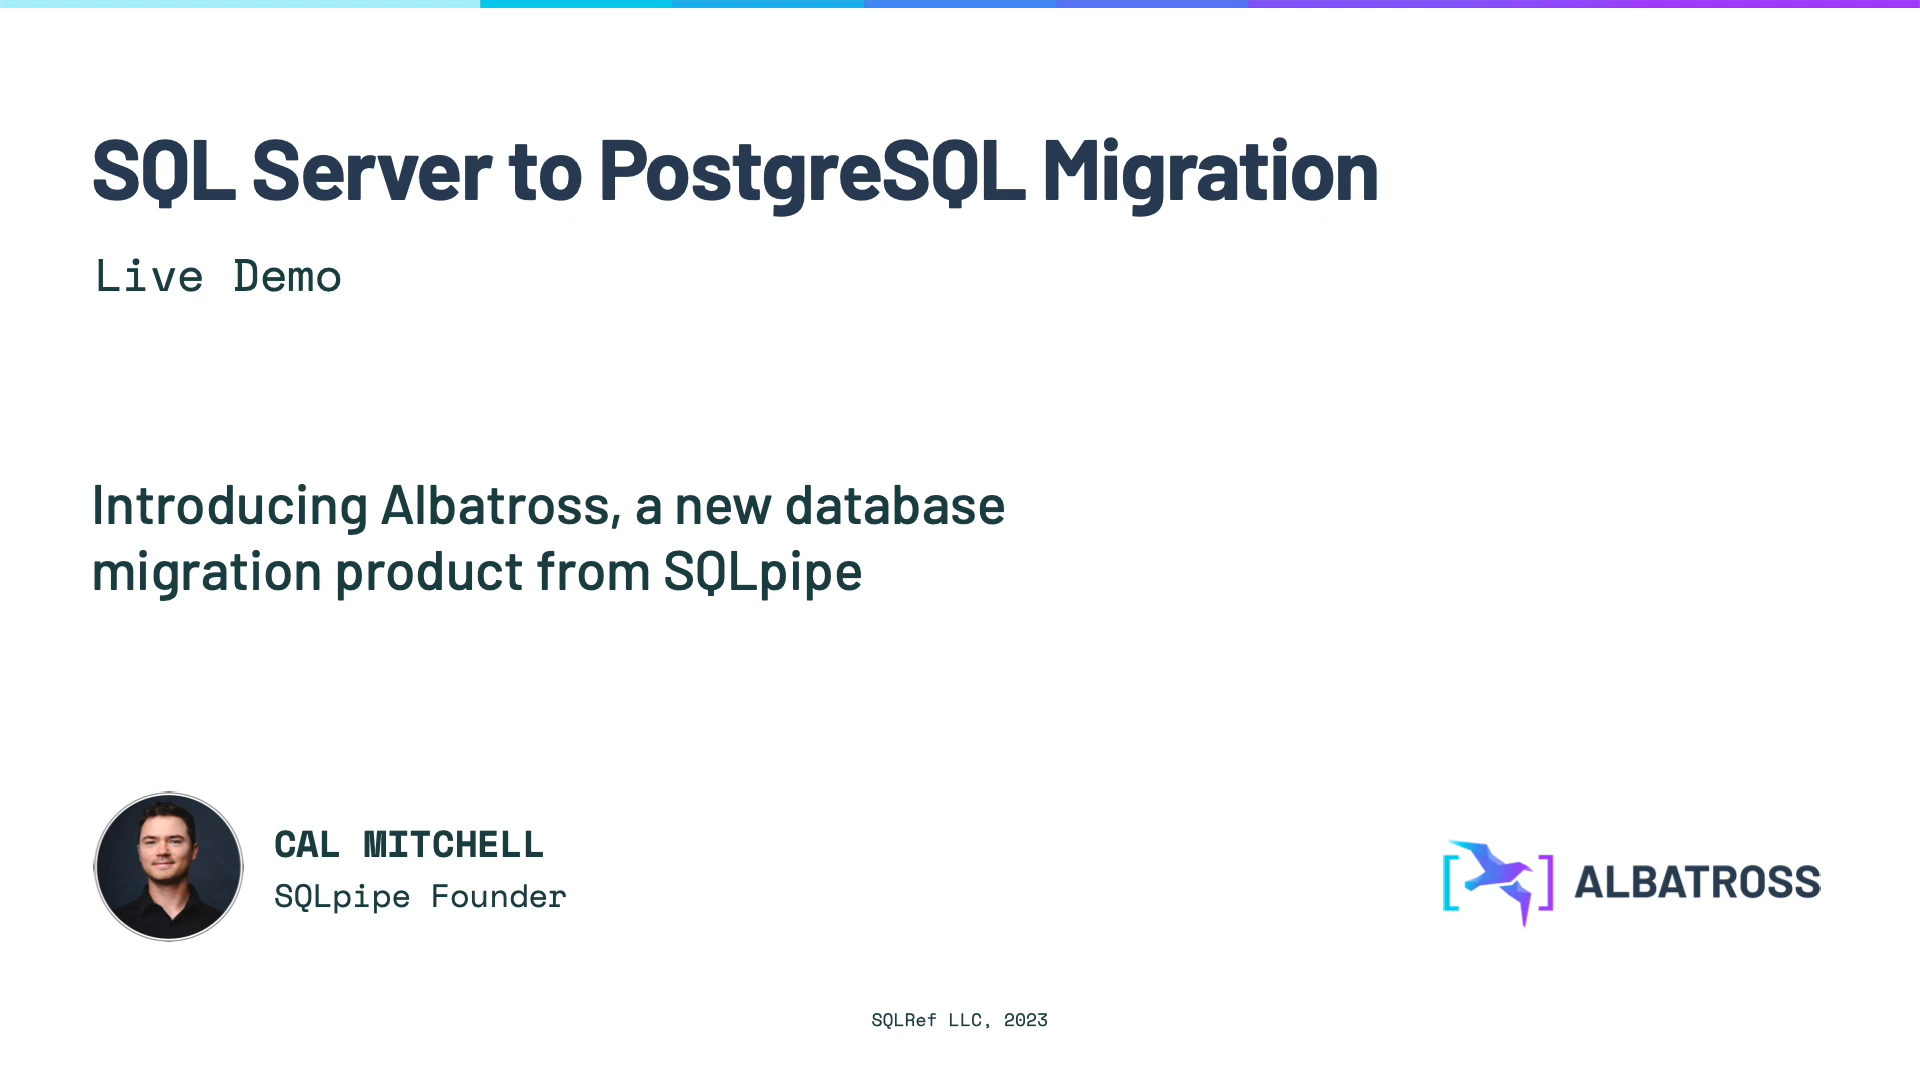 SQL Server to PostgreSQL Migration
Live Demo
Introducing Albatross, a new database
migration product from SQLpipe
CAL MITCHELL
SQLpipe Founder
ALBATROSS
SQLRef LLC, 2023